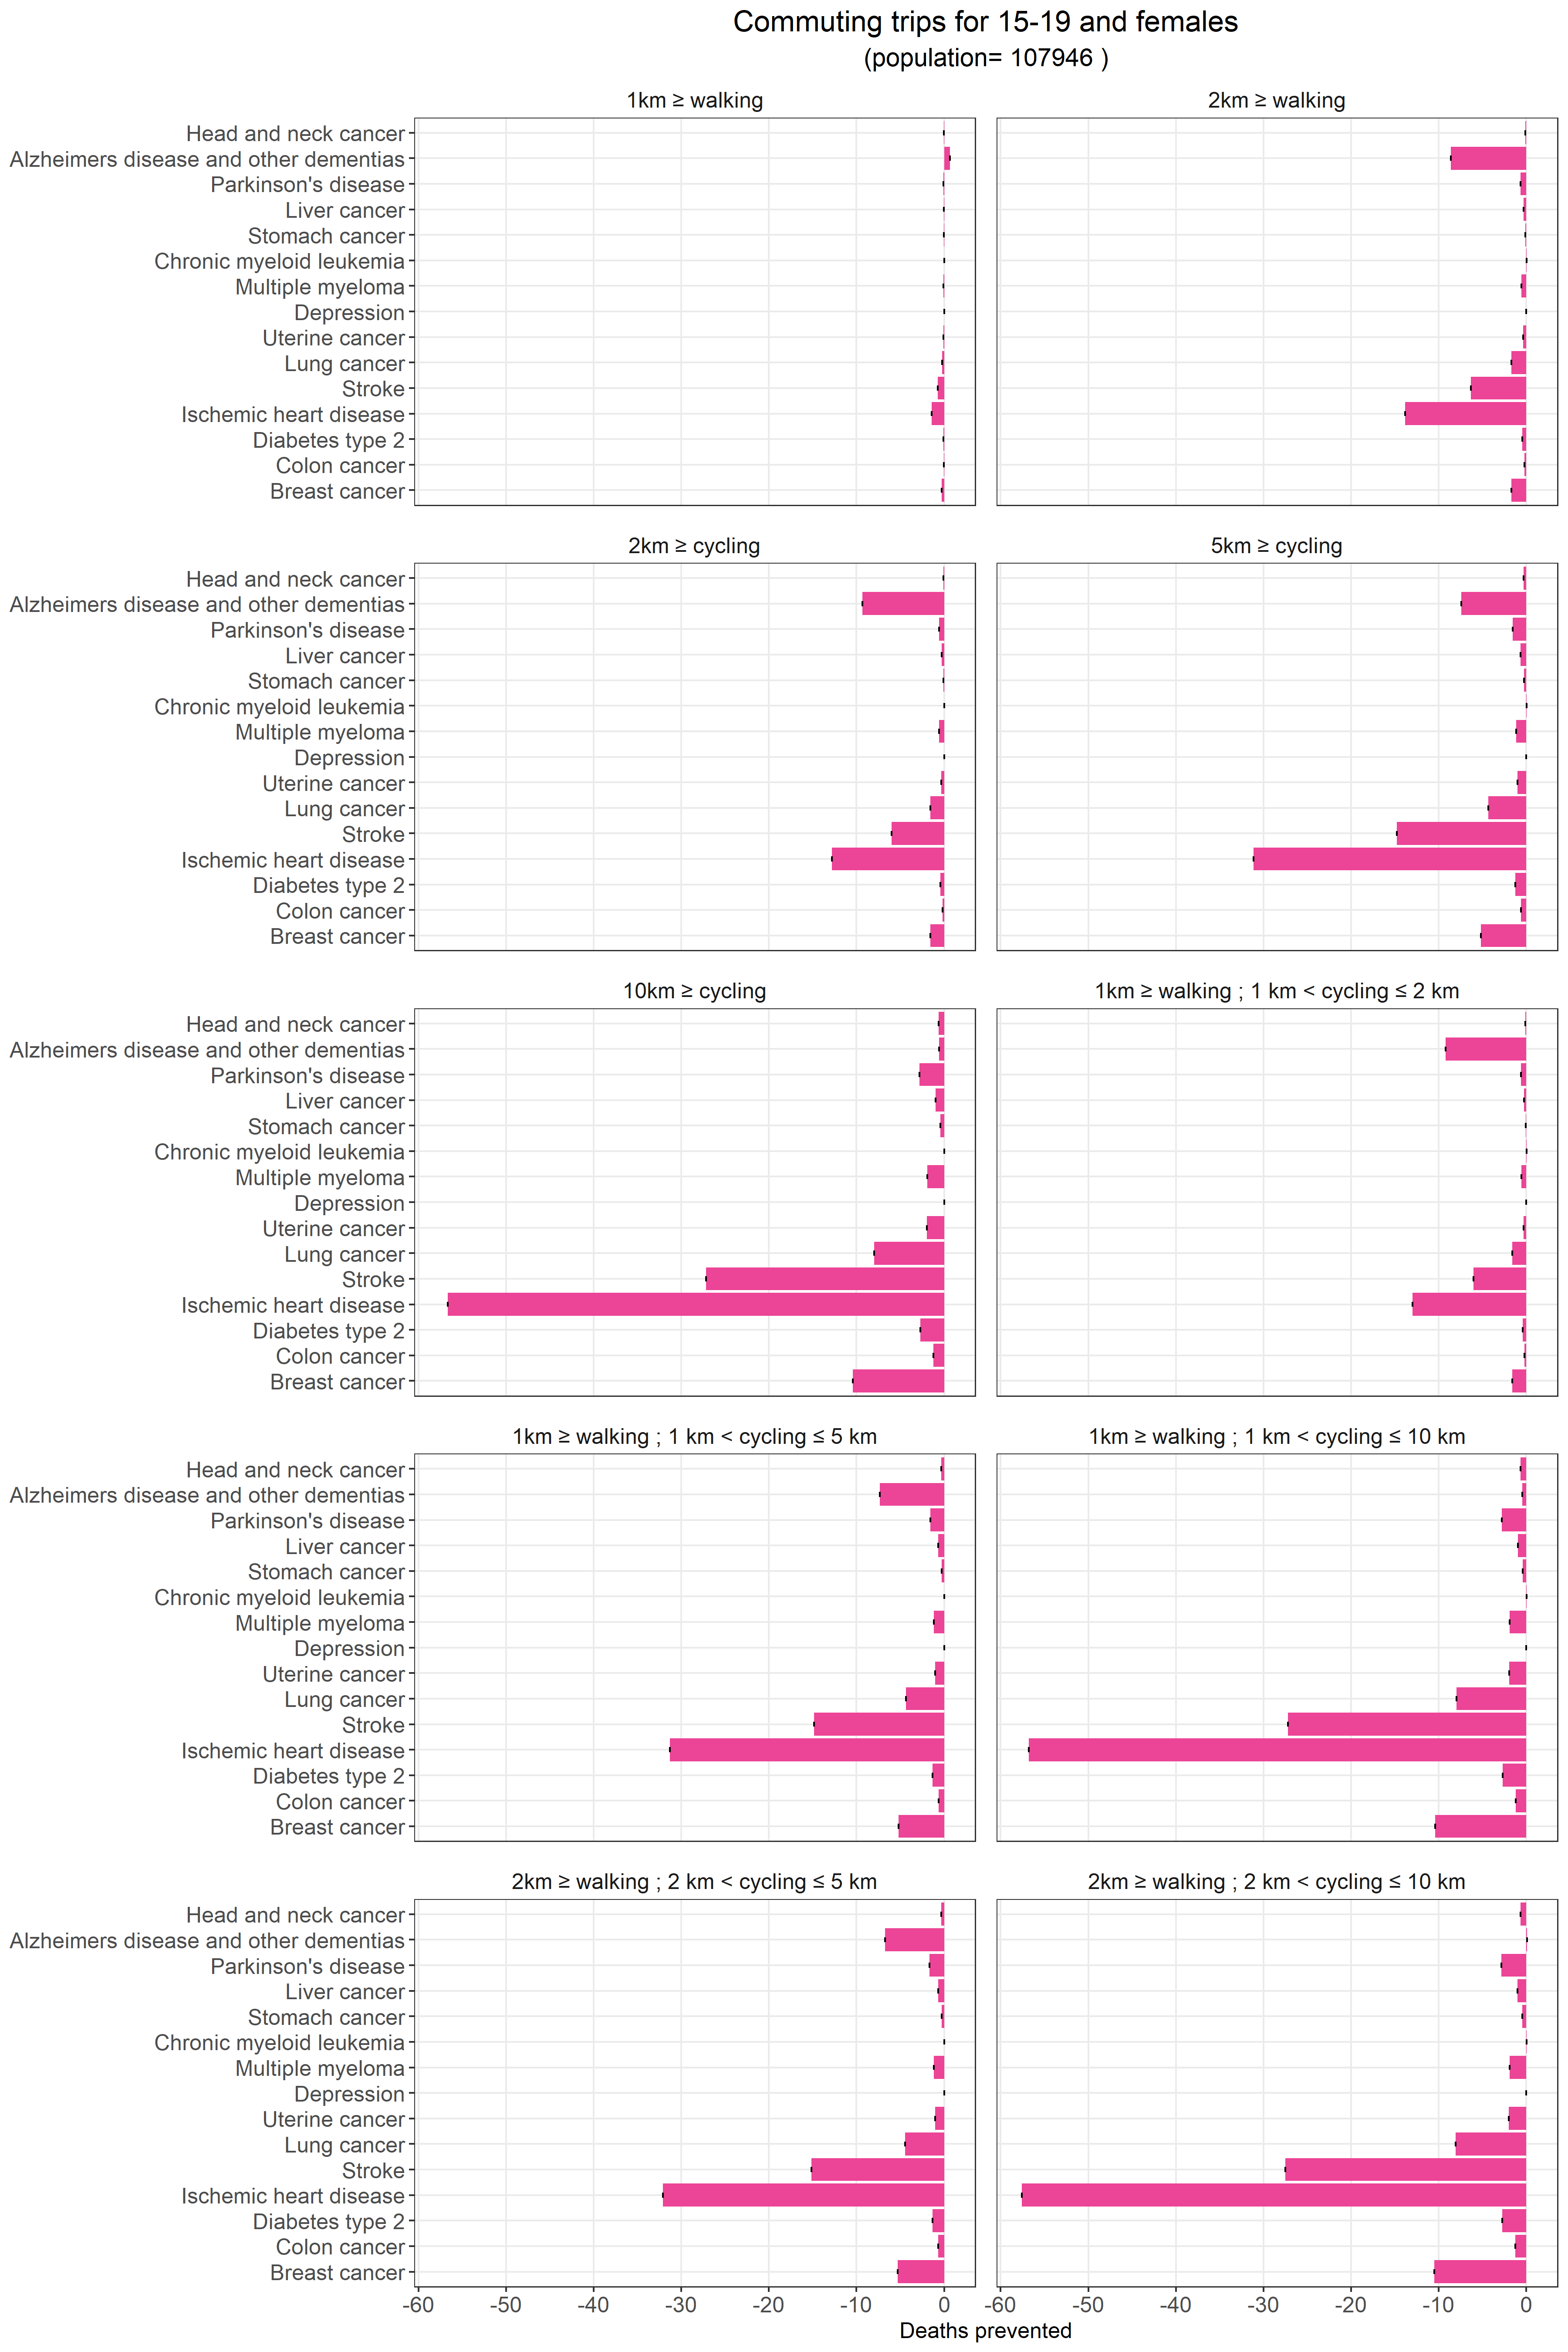 Commuting trips for 15-19 and females
(population= 107946 )
1km ≥ walking
2km ≥ walking
Head and neck cancer
Alzheimers disease and other dementias
Parkinson's disease
Liver cancer
Stomach cancer
Chronic myeloid leukemia
Multiple myeloma
Depression
Uterine cancer
Lung cancer
Stroke
Ischemic heart disease
Diabetes type 2
Colon cancer
Breast cancer
2km ≥ cycling
5km ≥ cycling
Head and neck cancer
Alzheimers disease and other dementias
Parkinson's disease
Liver cancer
Stomach cancer
Chronic myeloid leukemia
Multiple myeloma
Depression
Uterine cancer
Lung cancer
Stroke
Ischemic heart disease
Diabetes type 2
Colon cancer
Breast cancer
10km ≥ cycling
1km ≥ walking ; 1 km < cycling ≤ 2 km
Head and neck cancer
Alzheimers disease and other dementias
Parkinson's disease
Liver cancer
Stomach cancer
Chronic myeloid leukemia
Multiple myeloma
Depression
Uterine cancer
Lung cancer
Stroke
Ischemic heart disease
Diabetes type 2
Colon cancer
Breast cancer
1km ≥ walking ; 1 km < cycling ≤ 5 km
1km ≥ walking ; 1 km < cycling ≤ 10 km
Head and neck cancer
Alzheimers disease and other dementias
Parkinson's disease
Liver cancer
Stomach cancer
Chronic myeloid leukemia
Multiple myeloma
Depression
Uterine cancer
Lung cancer
Stroke
Ischemic heart disease
Diabetes type 2
Colon cancer
Breast cancer
2km ≥ walking ; 2 km < cycling ≤ 5 km
2km ≥ walking ; 2 km < cycling ≤ 10 km
Head and neck cancer
Alzheimers disease and other dementias
Parkinson's disease
Liver cancer
Stomach cancer
Chronic myeloid leukemia
Multiple myeloma
Depression
Uterine cancer
Lung cancer
Stroke
Ischemic heart disease
Diabetes type 2
Colon cancer
Breast cancer
-60 -50 -40 -30 -20 -10 0 -60 -50 -40 -30 -20 -10 0
Deaths prevented